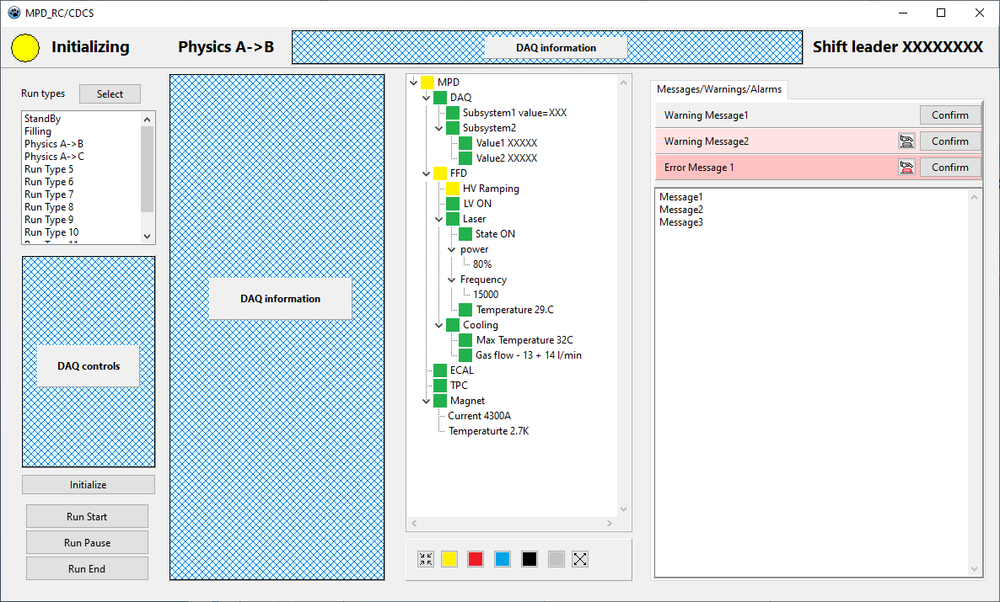 MPD_RC/CDCS
Initializing
Physics A->B
DAQ information
Shift leader XXXXXXXX
Run types
Select
StandBy
Filling
Physics A->B
Physics A->C
Run Type 5
Run Type 6
Run Type 7
Run Type 8
Run Type 9
Run Type 10
DAQ controls
Initialize
Run Start
Run Pause
Run End
DAQ information
MPD
DAQ
Subsystem1 value=XXX
Subsystem2
Value1 XXXXX
Value2 XXXXX
FFD
HV Ramping
LV ON
Laser
State ON
power
80%
Frequency
15000
Temperature 29.C
Cooling
Max Temperature 32C
Gas flow - 13 + 14 l/min
ECAL
TPC
Magnet
Current 4300A
Temperaturte 2.7K
Messages/Warnings/Alarms
Warning Message1
Confirm
Warning Message2
Confirm
Error Message 1
Confirm
Message1
Message2
Message3